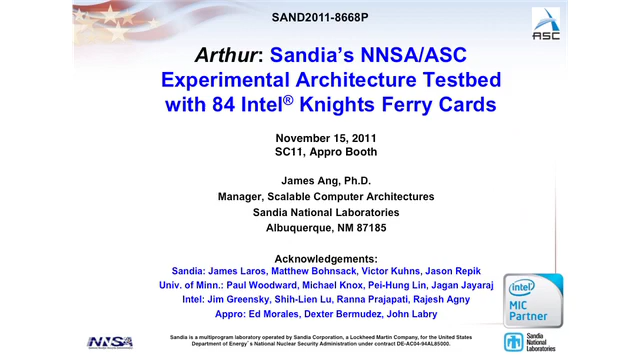 SAND2011-8668P
ASC
Arthur: Sandia's NNSA/ASC
Experimental Architecture Testbed
with 84 Intel® Knights Ferry Cards
November 15, 2011
SC11, Appro Booth
James Ang, Ph.D.
Manager, Scalable Computer Architectures
Sandia National Laboratories
Albuquerque, NM 87185
Acknowledgements:
Sandia: James Laros, Matthew Bohnsack, Victor Kuhns, Jason Repik
Univ. of Minn.: Paul Woodward, Michael Knox, Pei-Hung Lin, Jagan Jayaraj
Intel: Jim Greensky, Shih-Lien Lu, Ranna Prajapati, Rajesh Agny
Appro: Ed Morales, Dexter Bermudez, John Labry
intel
MIC
Partner
NNSA
Sandia is a multiprogram laboratory operated by Sandia Corporation, a Lockheed Martin Company, for the United States
Department of Energy's National Nuclear Security Administration under contract DE-AC04-94AL85000.
Sandia
National
Laboratories